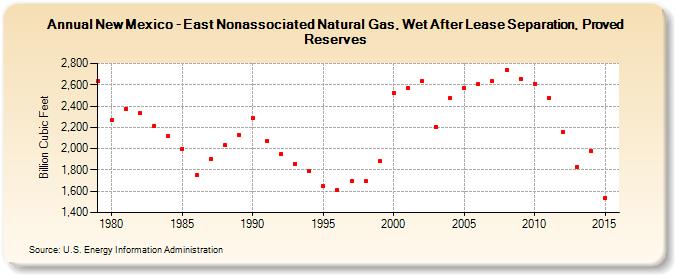 Annual New Mexico - East Nonassociated Natural Gas, Wet After Lease Separation, Proved
Reserves
Billion Cubic Feet
2,800
2,600
2,400
2,200
2,000
1,800
1,600
1,400
1980 1985 1990 1995 2000 2005 2010 2015
Source: U.S. Energy Information Administration